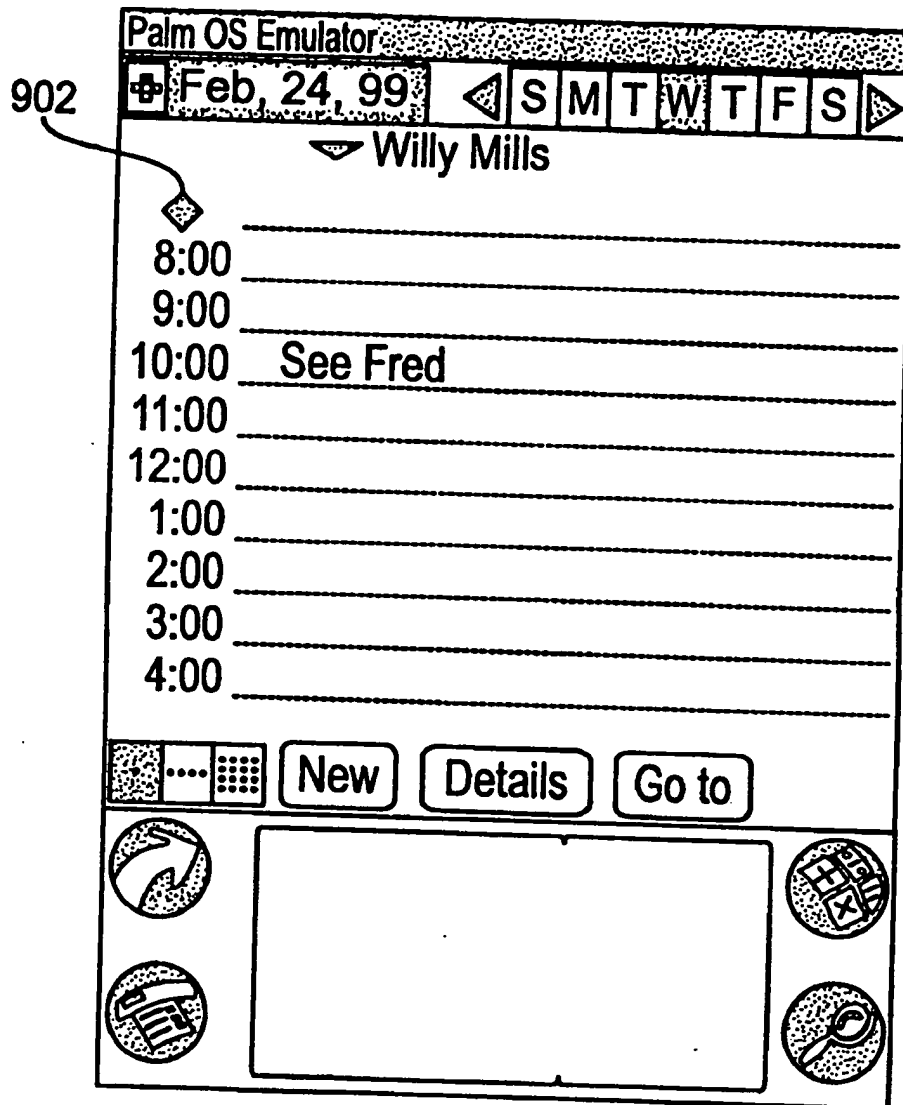 Palm OS Emulator
Feb, 24, 99 S M T W T F S
902
Willy Mills
8:00
9:00
10:00 See Fred
11:00
12:00
1:00
2:00
3:00
4:00
New Details Go to